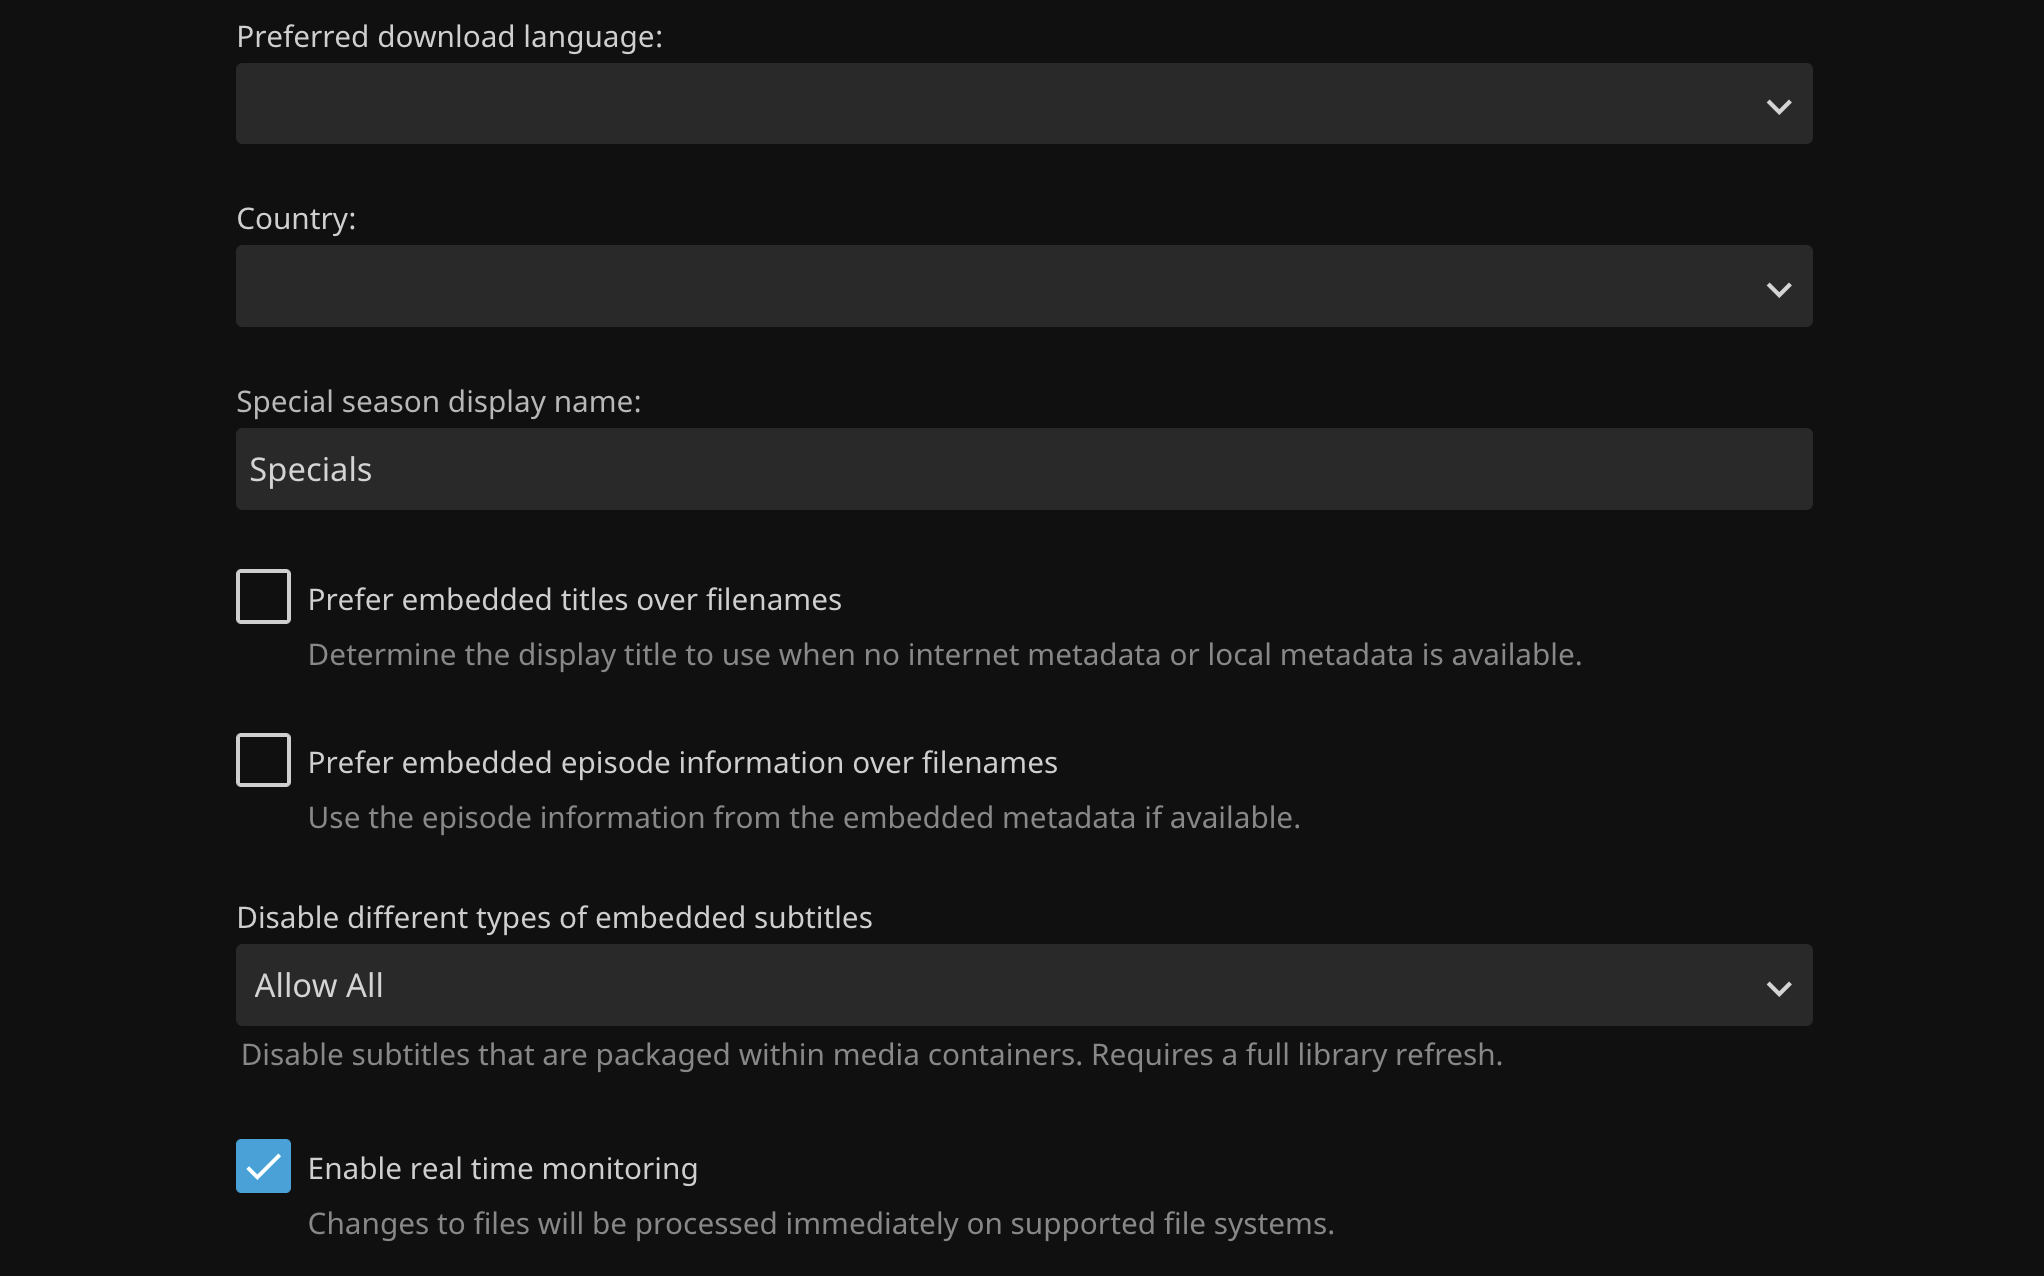 Preferred download language:
Country:
Special season display name:
Specials
Prefer embedded titles over filenames
Determine the display title to use when no internet metadata or local metadata is available.
Prefer embedded episode information over filenames
Use the episode information from the embedded metadata if available.
Disable different types of embedded subtitles
Allow All
Disable subtitles that are packaged within media containers. Requires a full library refresh.
Enable real time monitoring
Changes to files will be processed immediately on supported file systems.